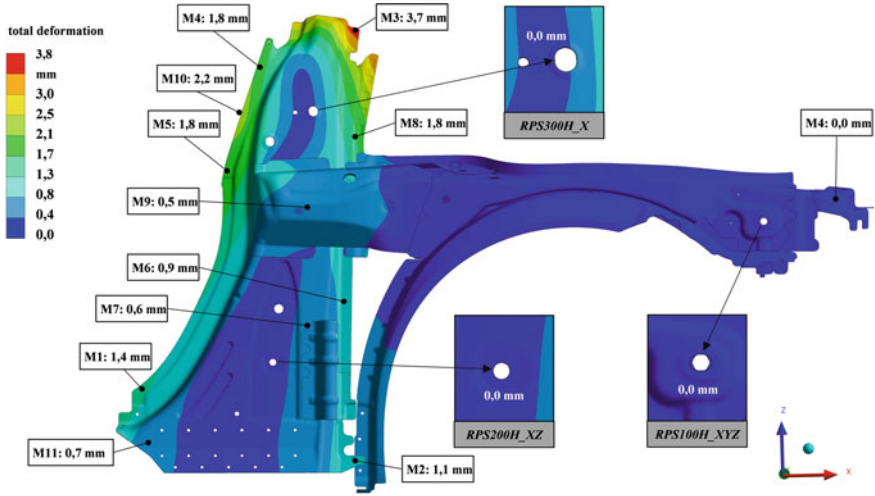 total deformation
3,8
mm
3,0
2,5
2,1
1,7
1,3
0,8
0,4
0,0
M4: 1,8 mm
M3: 3,7 mm
M10: 2,2 mm
M5: 1,8 mm
M8: 1,8 mm
0,0 mm
RPS300H_X
M4: 0,0 mm
M9: 0,5 mm
M6: 0,9 mm
M7: 0,6 mm
M1: 1,4 mm
M11: 0,7 mm
M2: 1,1 mm
0,0 mm
RPS200H_XZ
0,0 mm
RPS100H_XYZ
Z
X